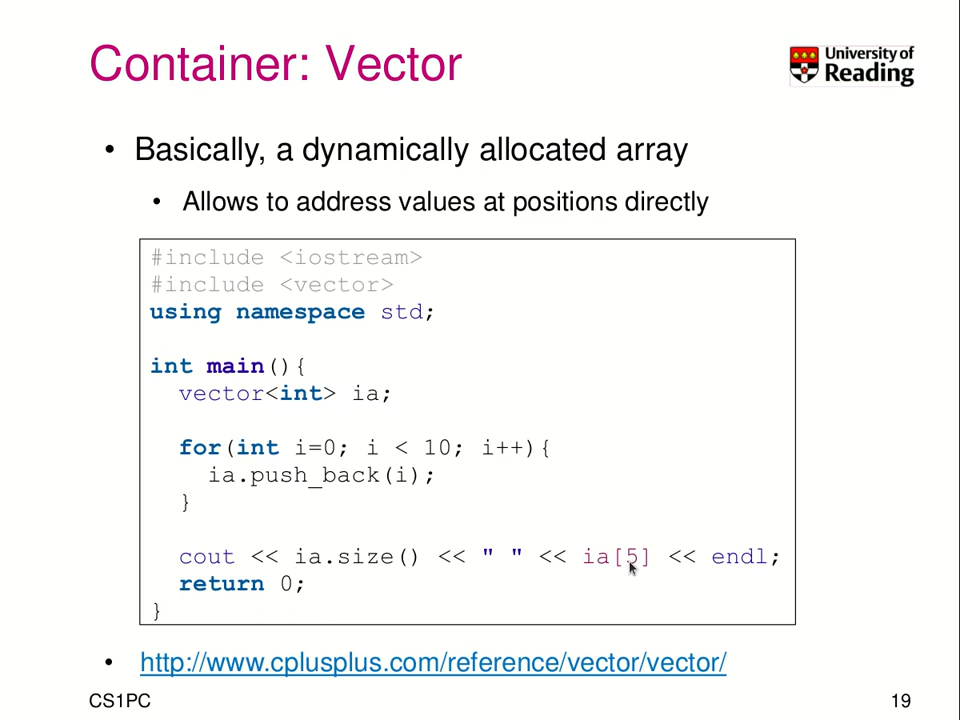 Container: Vector
University of
Reading
• Basically, a dynamically allocated array
• Allows to address values at positions directly
#include <iostream>
#include <vector>
using namespace std;
int main(){
  vector<int> ia;
  for(int i=0; i < 10; i++){
    ia.push_back(i);
  }
  cout << ia.size() << " " << ia[5] << endl;
  return 0;
}
• http://www.cplusplus.com/reference/vector/vector/
CS1PC
19